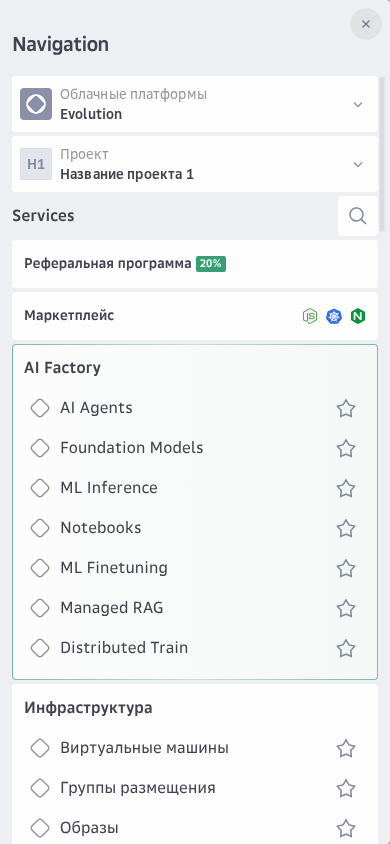 Navigation
Облачные платформы
Evolution
H1
Проект
Название проекта 1
Services
Реферальная программа 20%
Маркетплейс
AI Factory
AI Agents
Foundation Models
ML Inference
Notebooks
ML Finetuning
Managed RAG
Distributed Train
Инфраструктура
Виртуальные машины
Группы размещения
Образы